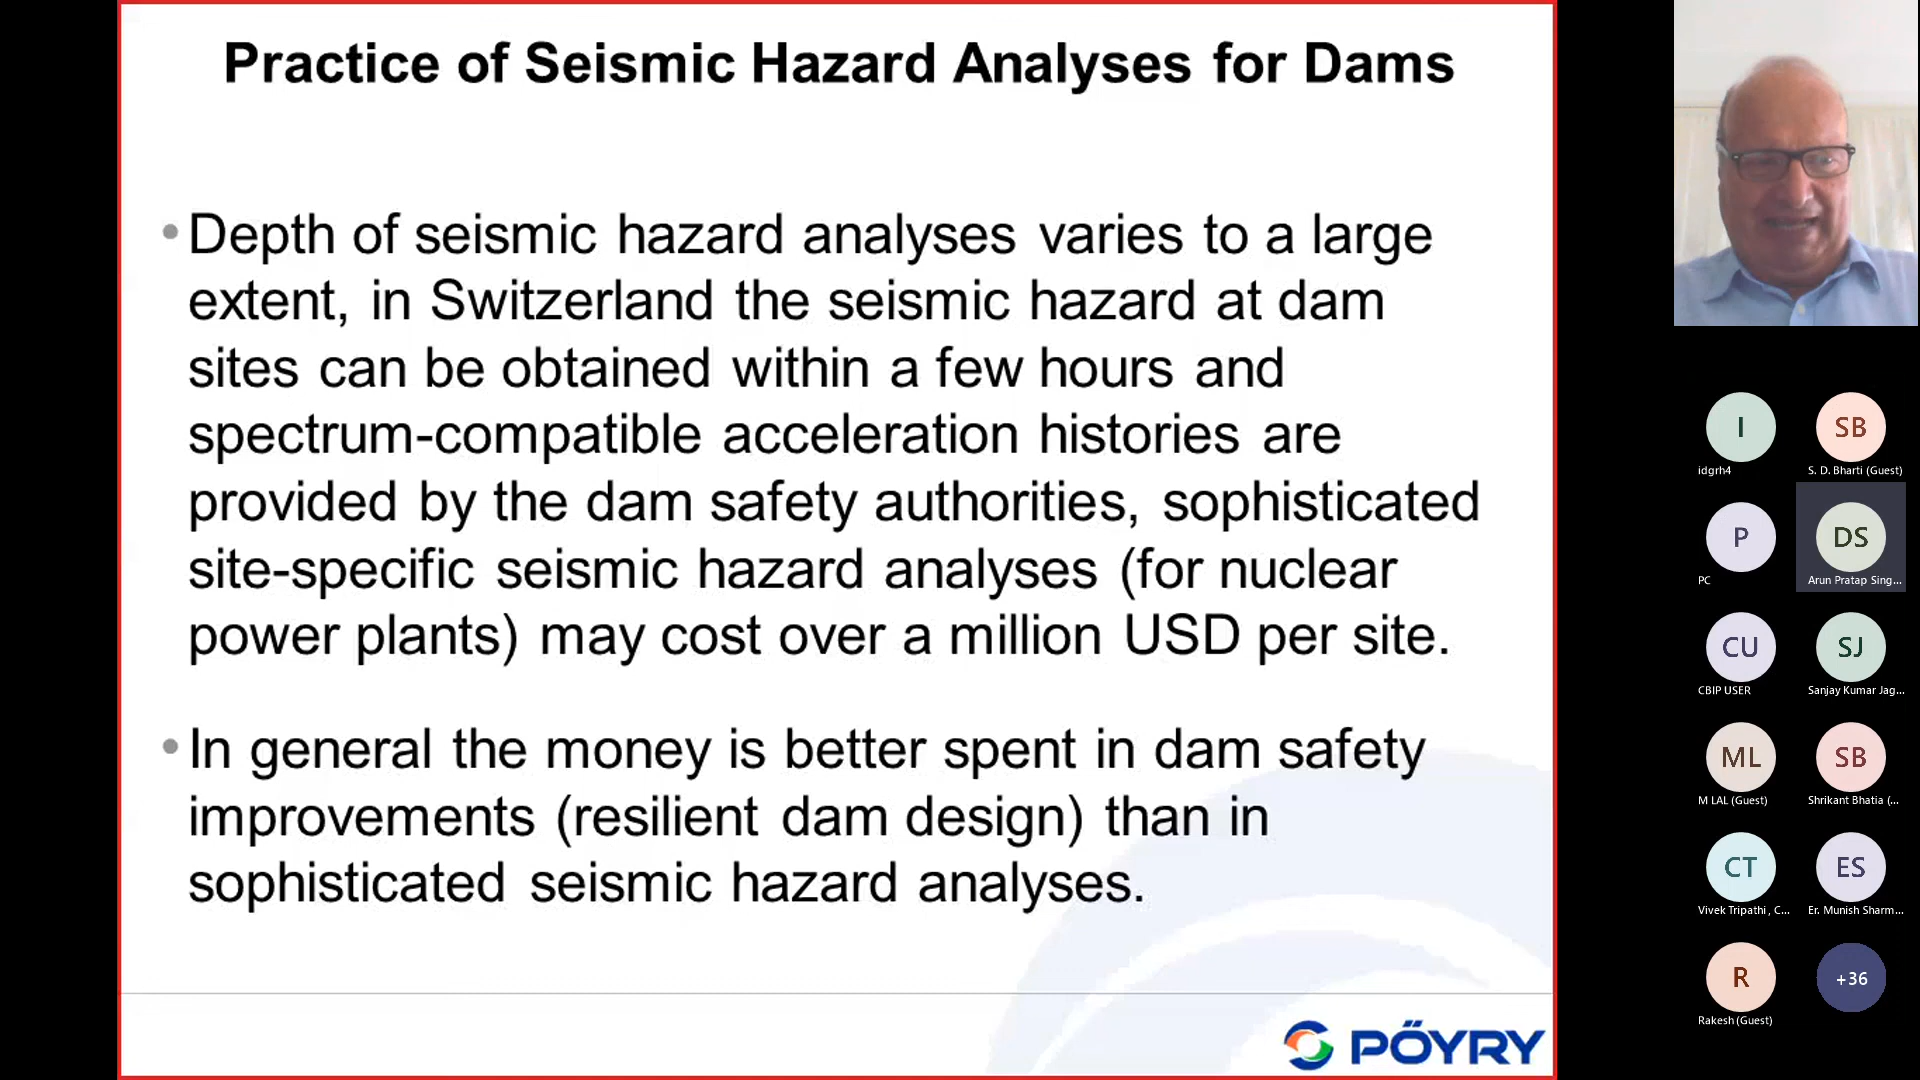 Practice of Seismic Hazard Analyses for Dams
• Depth of seismic hazard analyses varies to a large
extent, in Switzerland the seismic hazard at dam
sites can be obtained within a few hours and
spectrum-compatible acceleration histories are
provided by the dam safety authorities, sophisticated
site-specific seismic hazard analyses (for nuclear
power plants) may cost over a million USD per site.
• In general the money is better spent in dam safety
improvements (resilient dam design) than in
sophisticated seismic hazard analyses.
PÖYRY
I
idgrh4
SB
S. D. Bharti (Guest)
P
PC
DS
Arun Pratap Sing...
CU
CBIP USER
SJ
Sanjay Kumar Jag...
ML
M LAL (Guest)
SB
Shrikant Bhatia (...
CT
Vivek Tripathi , C...
ES
Er. Munish Sharm...
R
Rakesh (Guest)
+36